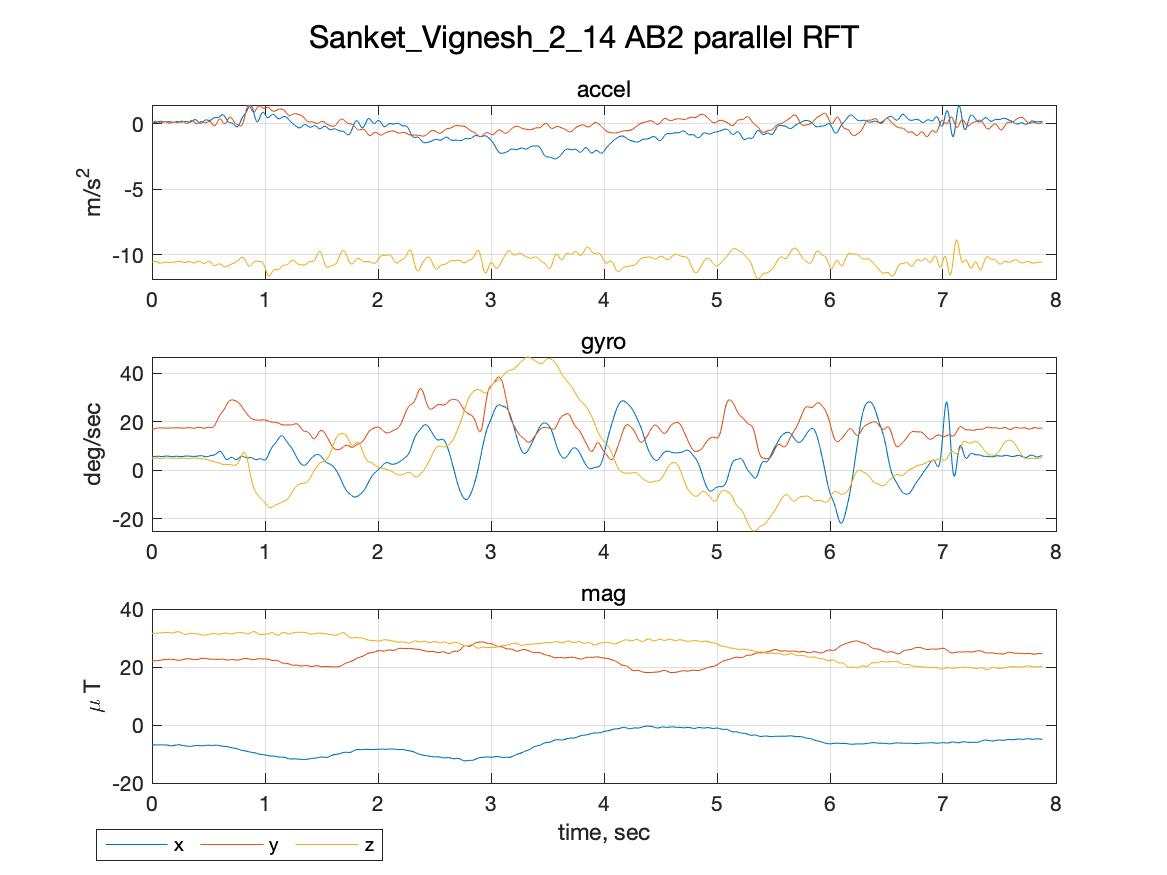 Sanket_Vignesh_2_14 AB2 parallel RFT
accel
m/s2
0
-5
-10
0 1 2 3 4 5 6 7 8
gyro
deg/sec
40
20
0
-20
0 1 2 3 4 5 6 7 8
mag
μ T
40
20
0
-20
0 1 2 3 4 5 6 7 8
time, sec
x y z